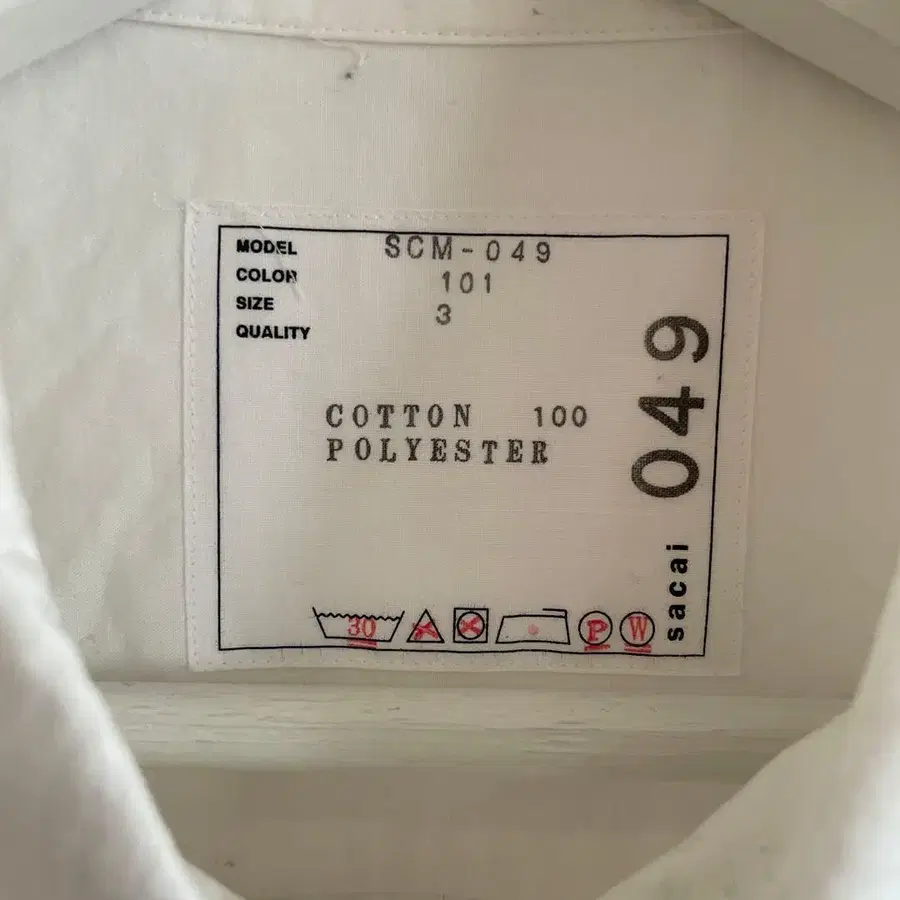 MODEL SCM-049
COLOR 101
SIZE 3
QUALITY
COTTON 100
POLYESTER
30
P
W
sacai 049